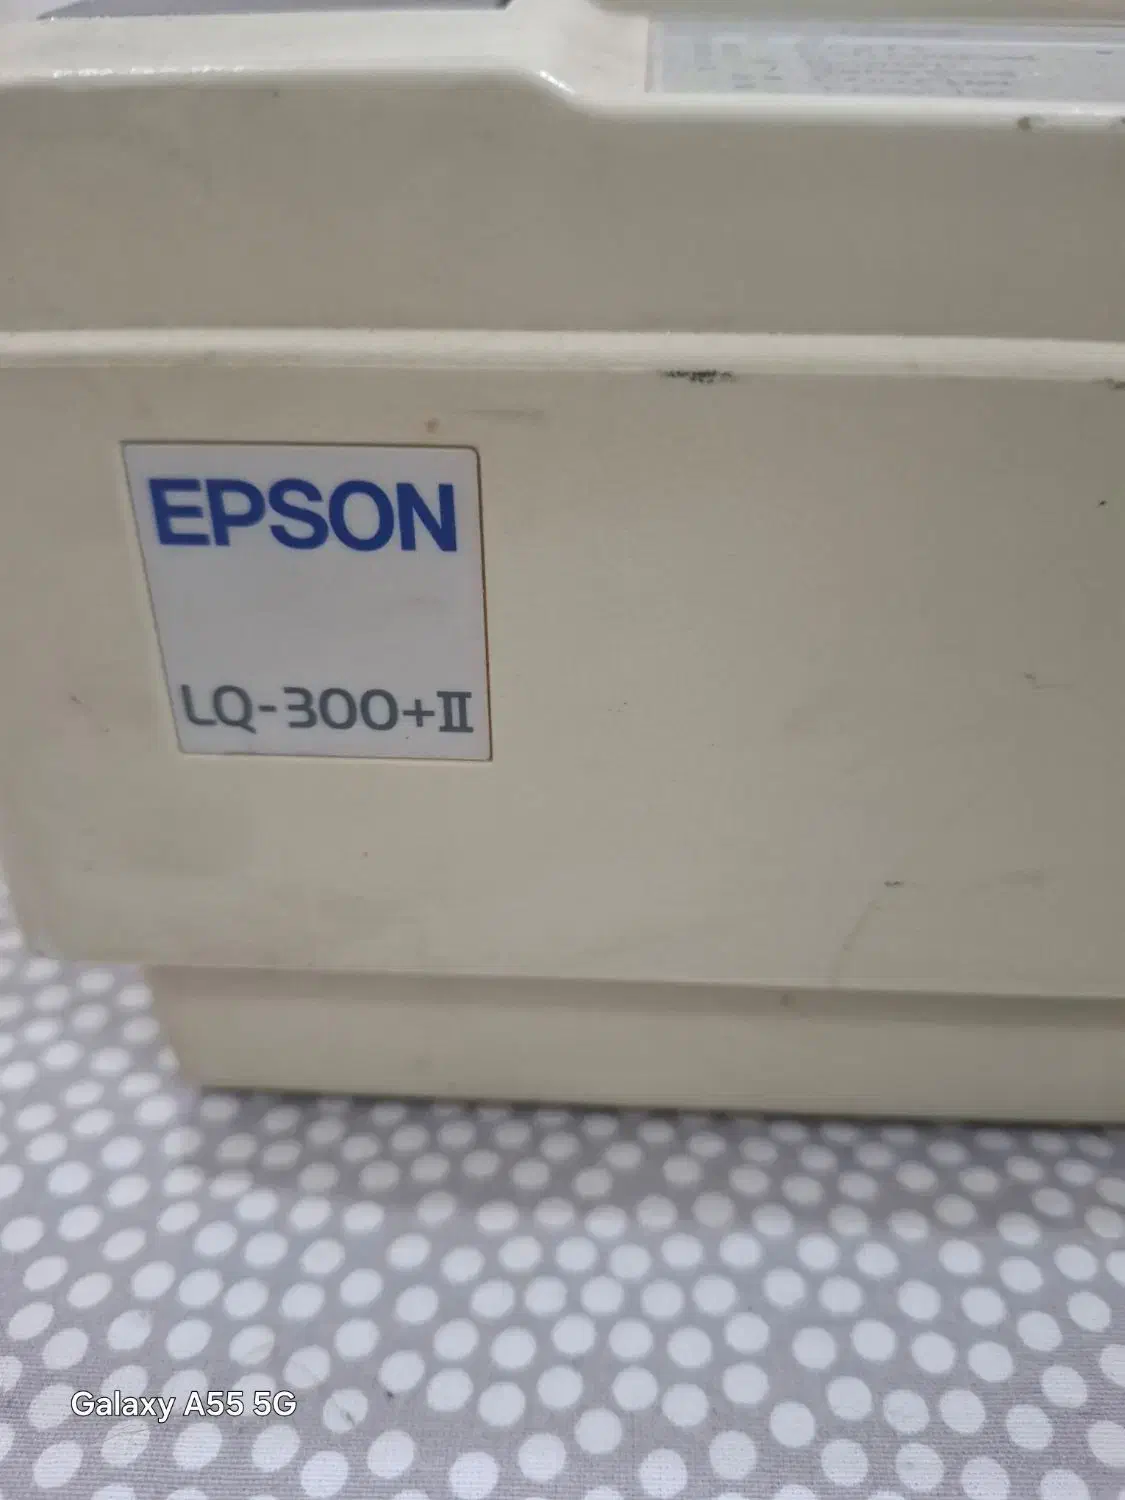 EPSON
LQ-300+II
Galaxy A55 5G